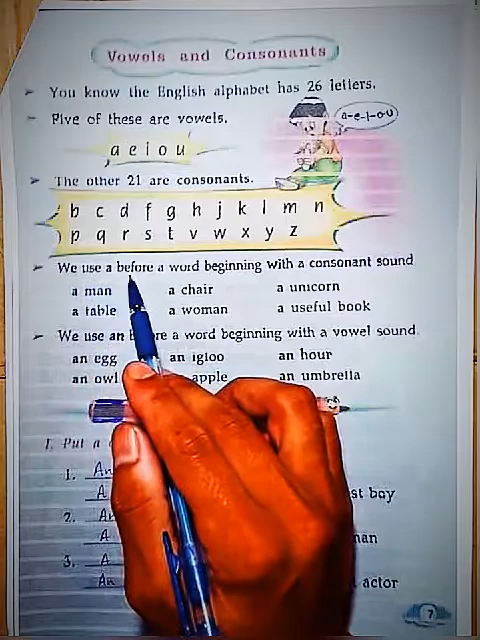 Vowels and Consonants
You know the English alphabet has 26 letters.
Five of these are vowels.
a-e-i-o-u
a e i o u
The other 21 are consonants.
b c d f g h j k l m n
p q r s t v w x y z
We use a before a word beginning with a consonant sound
a man a chair a unicorn
a table a woman a useful book
We use an before a word beginning with a vowel sound.
an egg an igloo an hour
an owl apple an umbrella
I. Put a
1. An
A st boy
2. An
A man
3. A
An actor
7